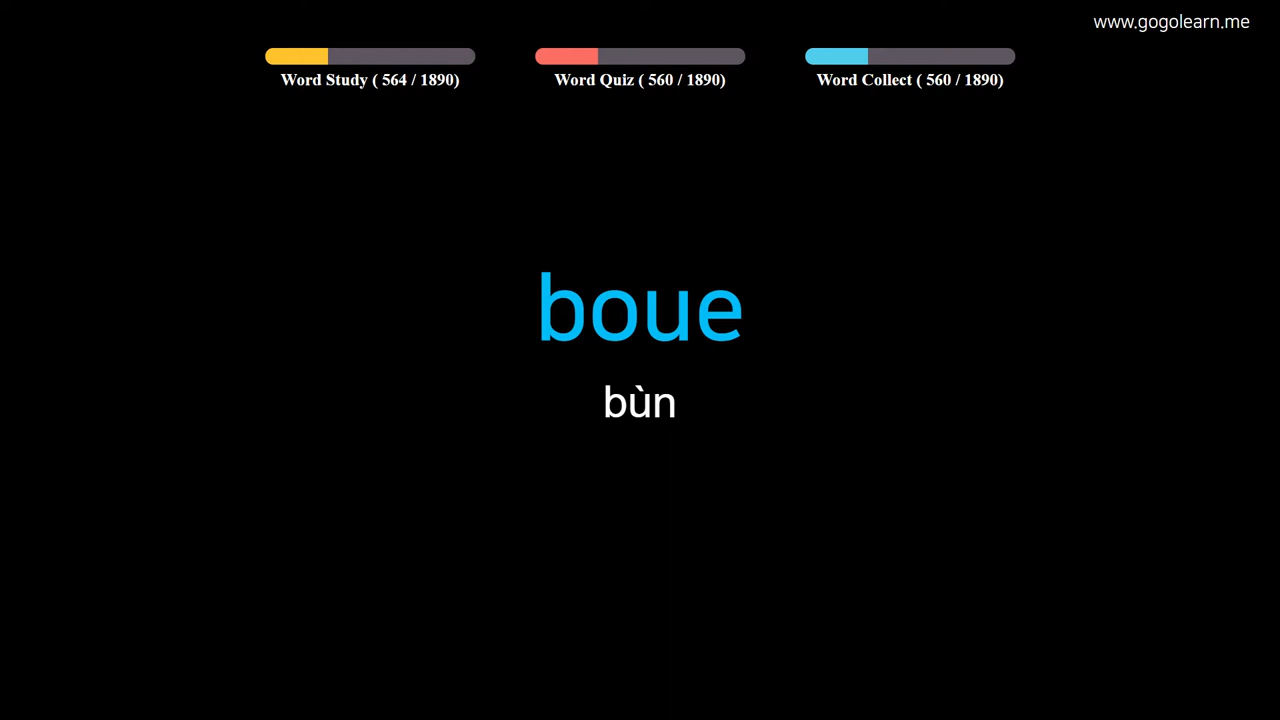 www.gogolearn.me
Word Study ( 564 / 1890)
Word Quiz ( 560 / 1890)
Word Collect ( 560 / 1890)
boue
bùn